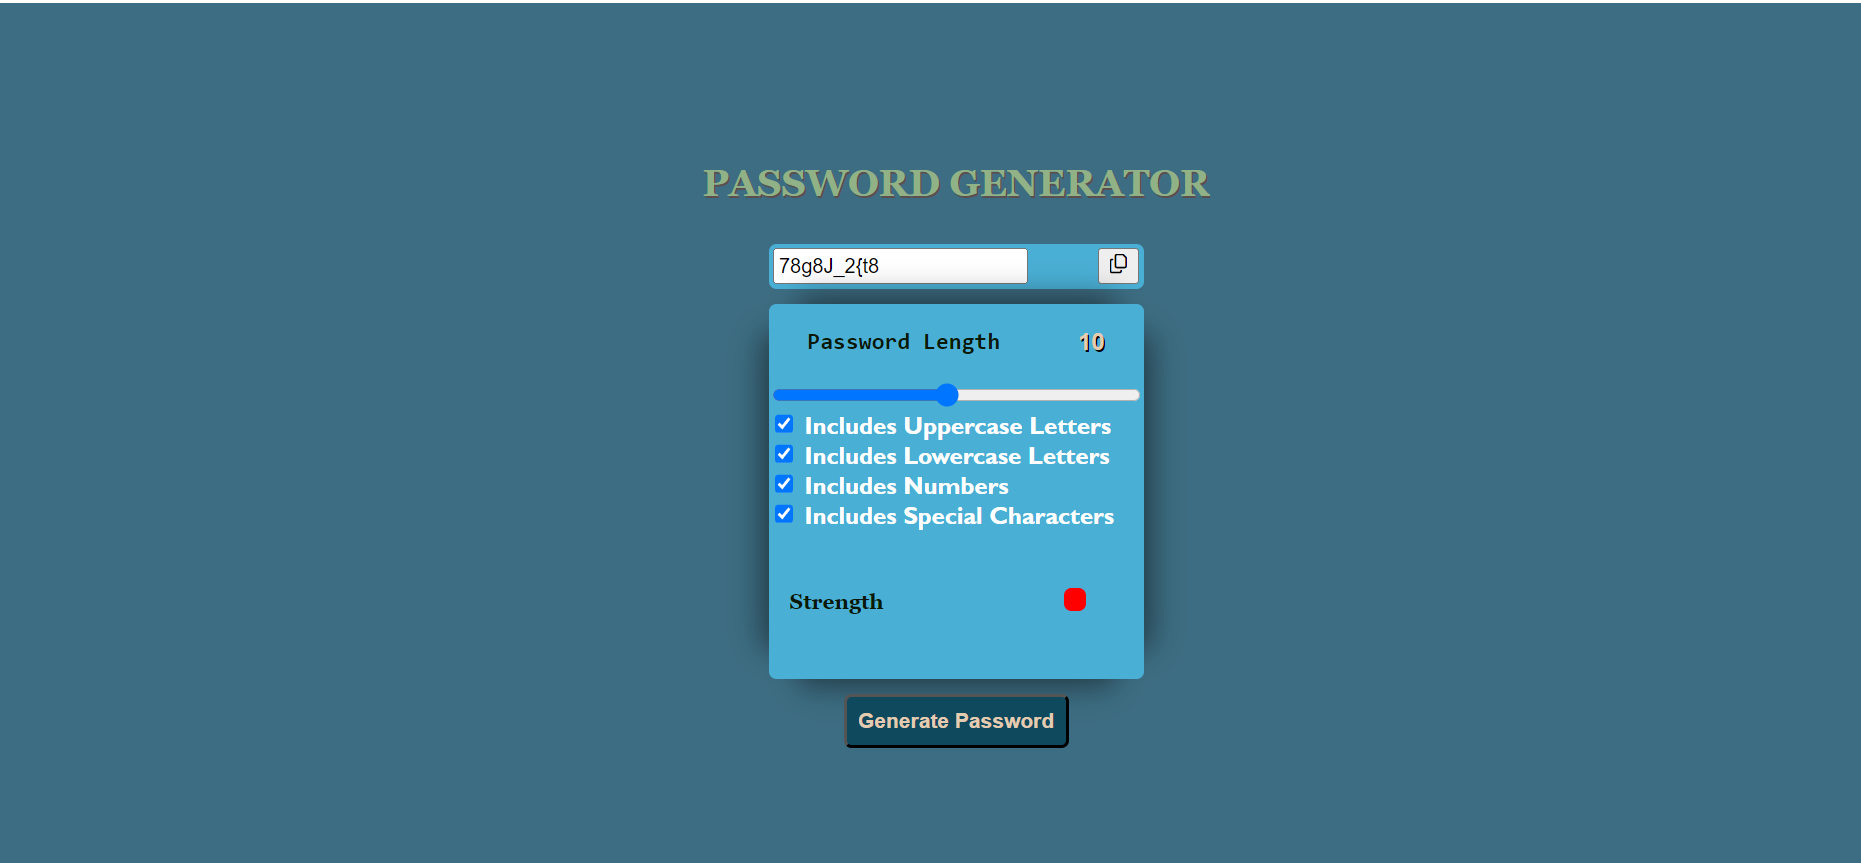 PASSWORD GENERATOR
78g8J_2{t8
Password Length 10
Includes Uppercase Letters
Includes Lowercase Letters
Includes Numbers
Includes Special Characters
Strength
Generate Password